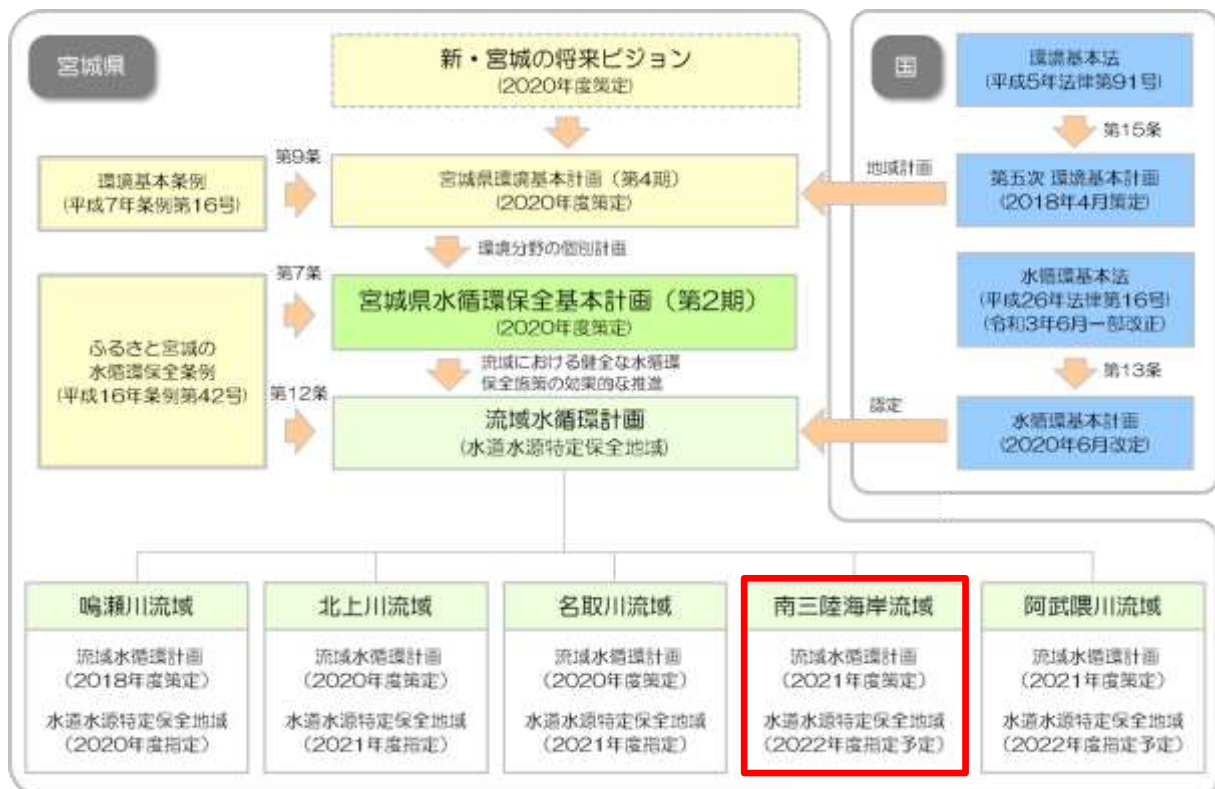 宮城県
新・宮城の将来ビジョン
(2020年度策定)
国
環境基本法
(平成5年法律第91号)
第15条
第9条
環境基本条例
(平成7年条例第16号)
宮城県環境基本計画(第4期)
(2020年度策定)
地域計画
第五次 環境基本計画
(2018年4月策定)
環境分野の個別計画
第7条
宮城県水循環保全基本計画(第2期)
(2020年度策定)
水循環基本法
(平成26年法律第16号)
(令和3年6月一部改正)
ふるさと宮城の
水循環保全条例
(平成16年条例第42号)
流域における健全な水循環
保全施策の効果的な推進
第13条
第12条
流域水循環計画
(水道水源特定保全地域)
認定
水循環基本計画
(2020年6月改定)
鳴瀬川流域
流域水循環計画
(2018年度策定)
水道水源特定保全地域
(2020年度指定)
北上川流域
流域水循環計画
(2020年度策定)
水道水源特定保全地域
(2021年度指定)
名取川流域
流域水循環計画
(2020年度策定)
水道水源特定保全地域
(2021年度指定)
南三陸海岸流域
流域水循環計画
(2021年度策定)
水道水源特定保全地域
(2022年度指定予定)
阿武隈川流域
流域水循環計画
(2021年度策定)
水道水源特定保全地域
(2022年度指定予定)